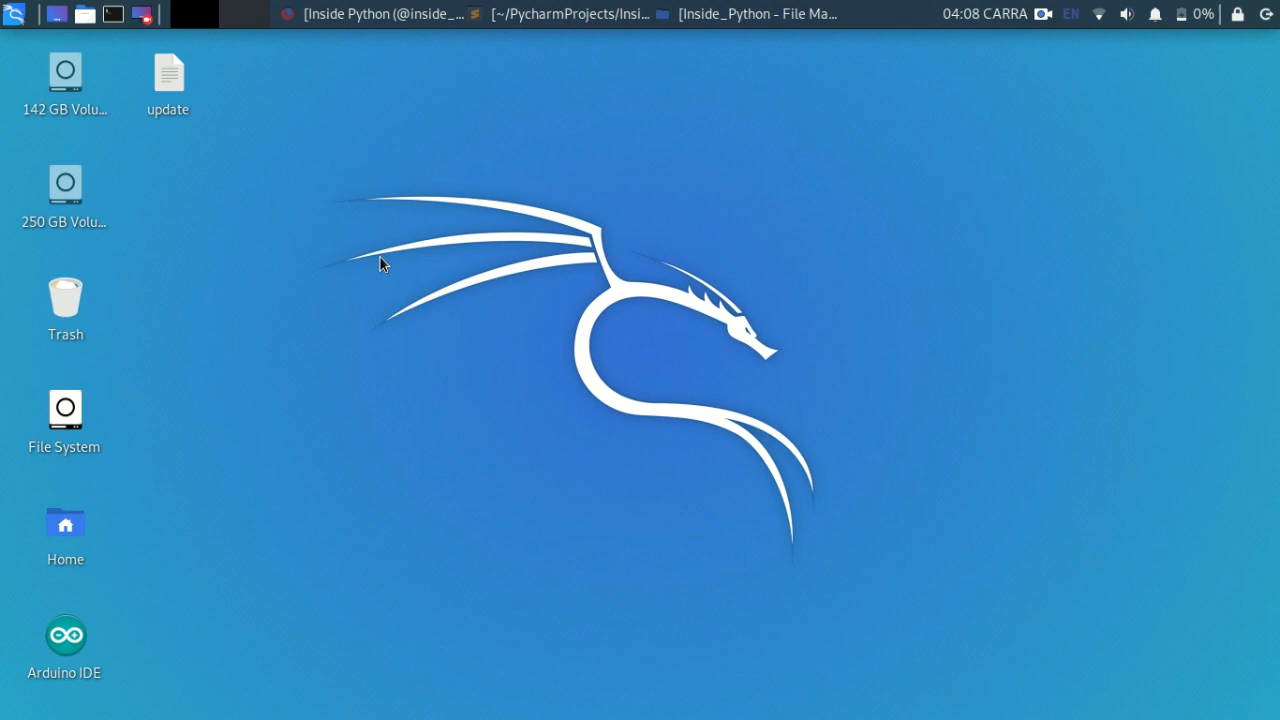 [Inside Python (@inside_... [~/PycharmProjects/Insi... [Inside_Python - File Ma... 04:08 CARRA EN 0%
142 GB Volu... update
250 GB Volu...
Trash
File System
Home
Arduino IDE